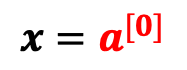 x = a^[0]